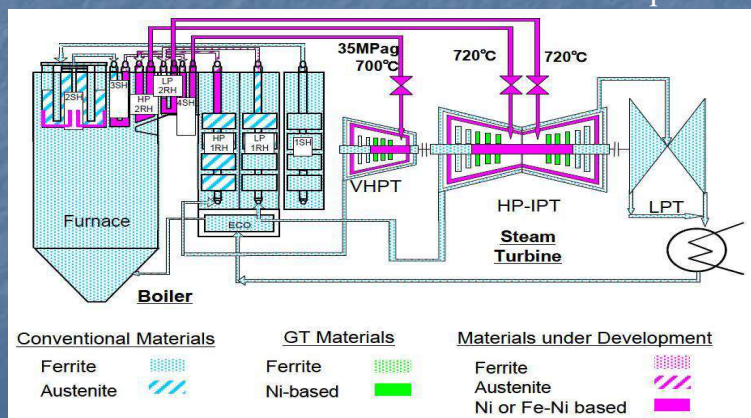 35MPag
700℃
720℃
720℃
3SH
2SH
HP
2RH
LP
2RH
4SH
HP
1RH
LP
1RH
1SH
VHPT
HP-IPT
LPT
Furnace
ECO
Steam
Turbine
Boiler
Conventional Materials
Ferrite
Austenite
GT Materials
Ferrite
Ni-based
Materials under Development
Ferrite
Austenite
Ni or Fe-Ni based